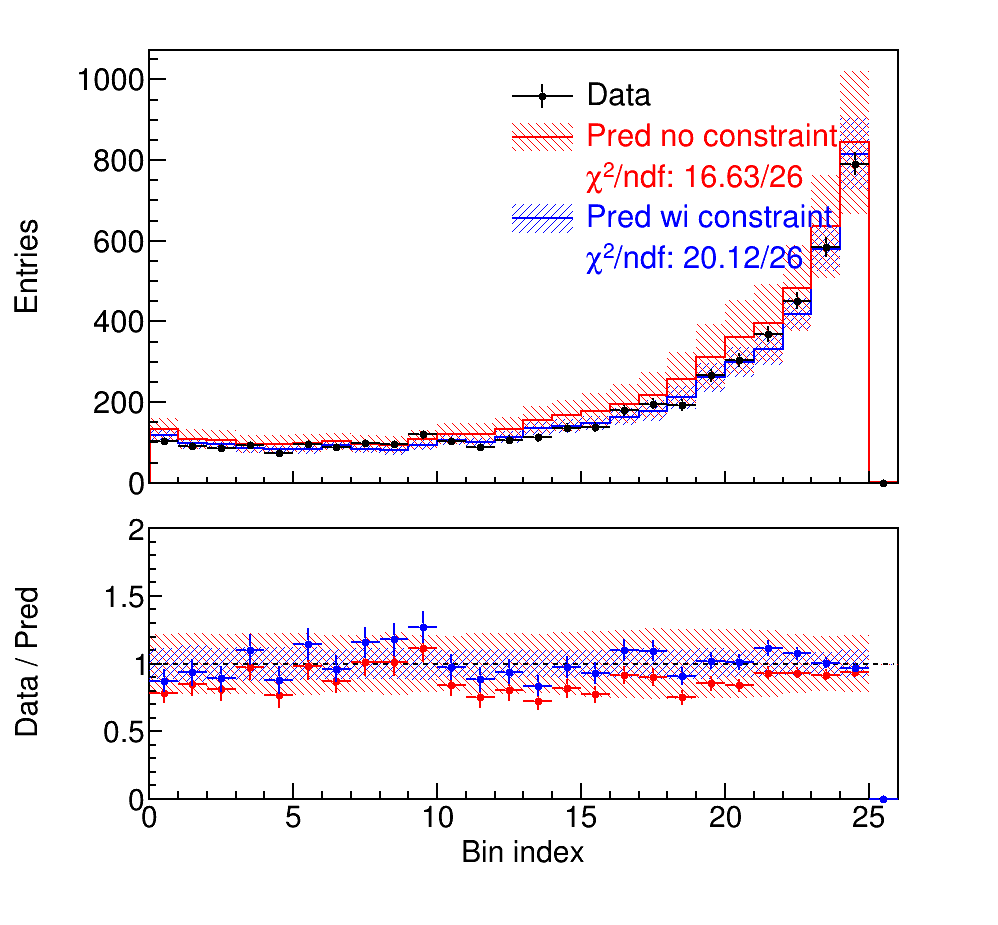 Entries
1000
800
600
400
200
0
Data
Pred no constraint
χ²/ndf: 16.63/26
Pred wi constraint
χ²/ndf: 20.12/26
Data / Pred
2
1.5
1
0.5
0
0 5 10 15 20 25
Bin index